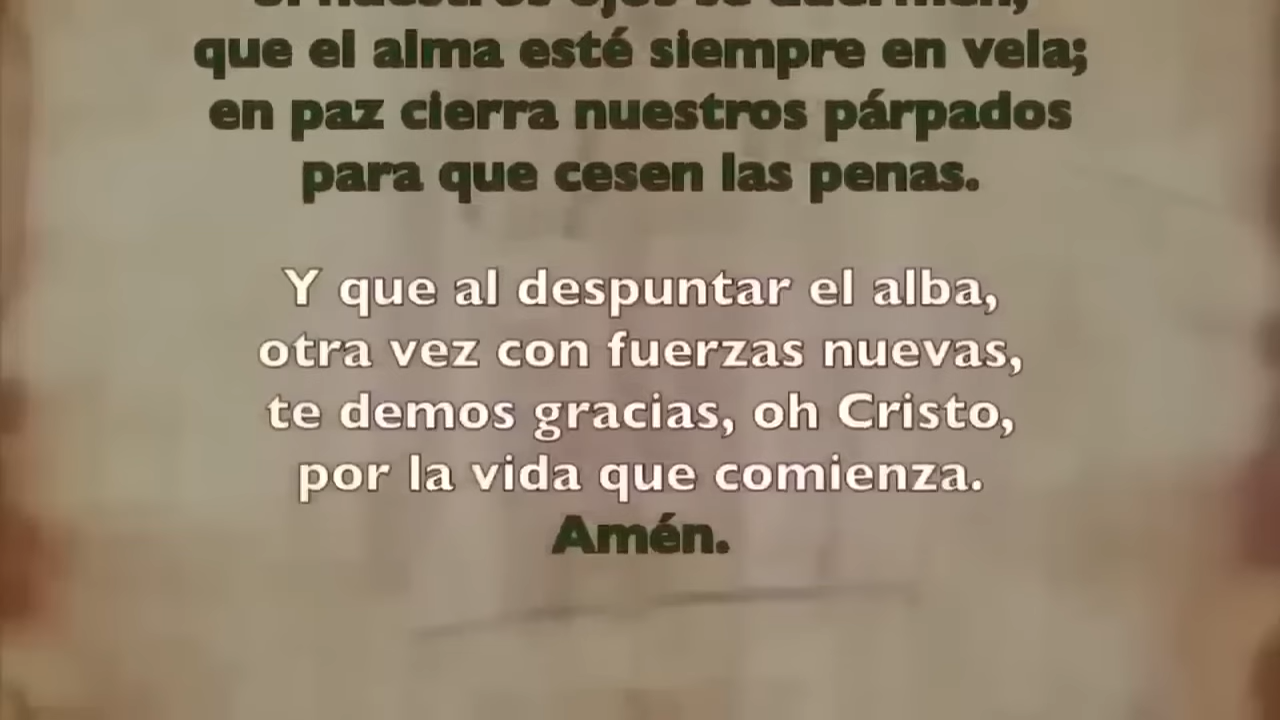 que el alma esté siempre en vela;
en paz cierra nuestros párpados
para que cesen las penas.
Y que al despuntar el alba,
otra vez con fuerzas nuevas,
te demos gracias, oh Cristo,
por la vida que comienza.
Amén.